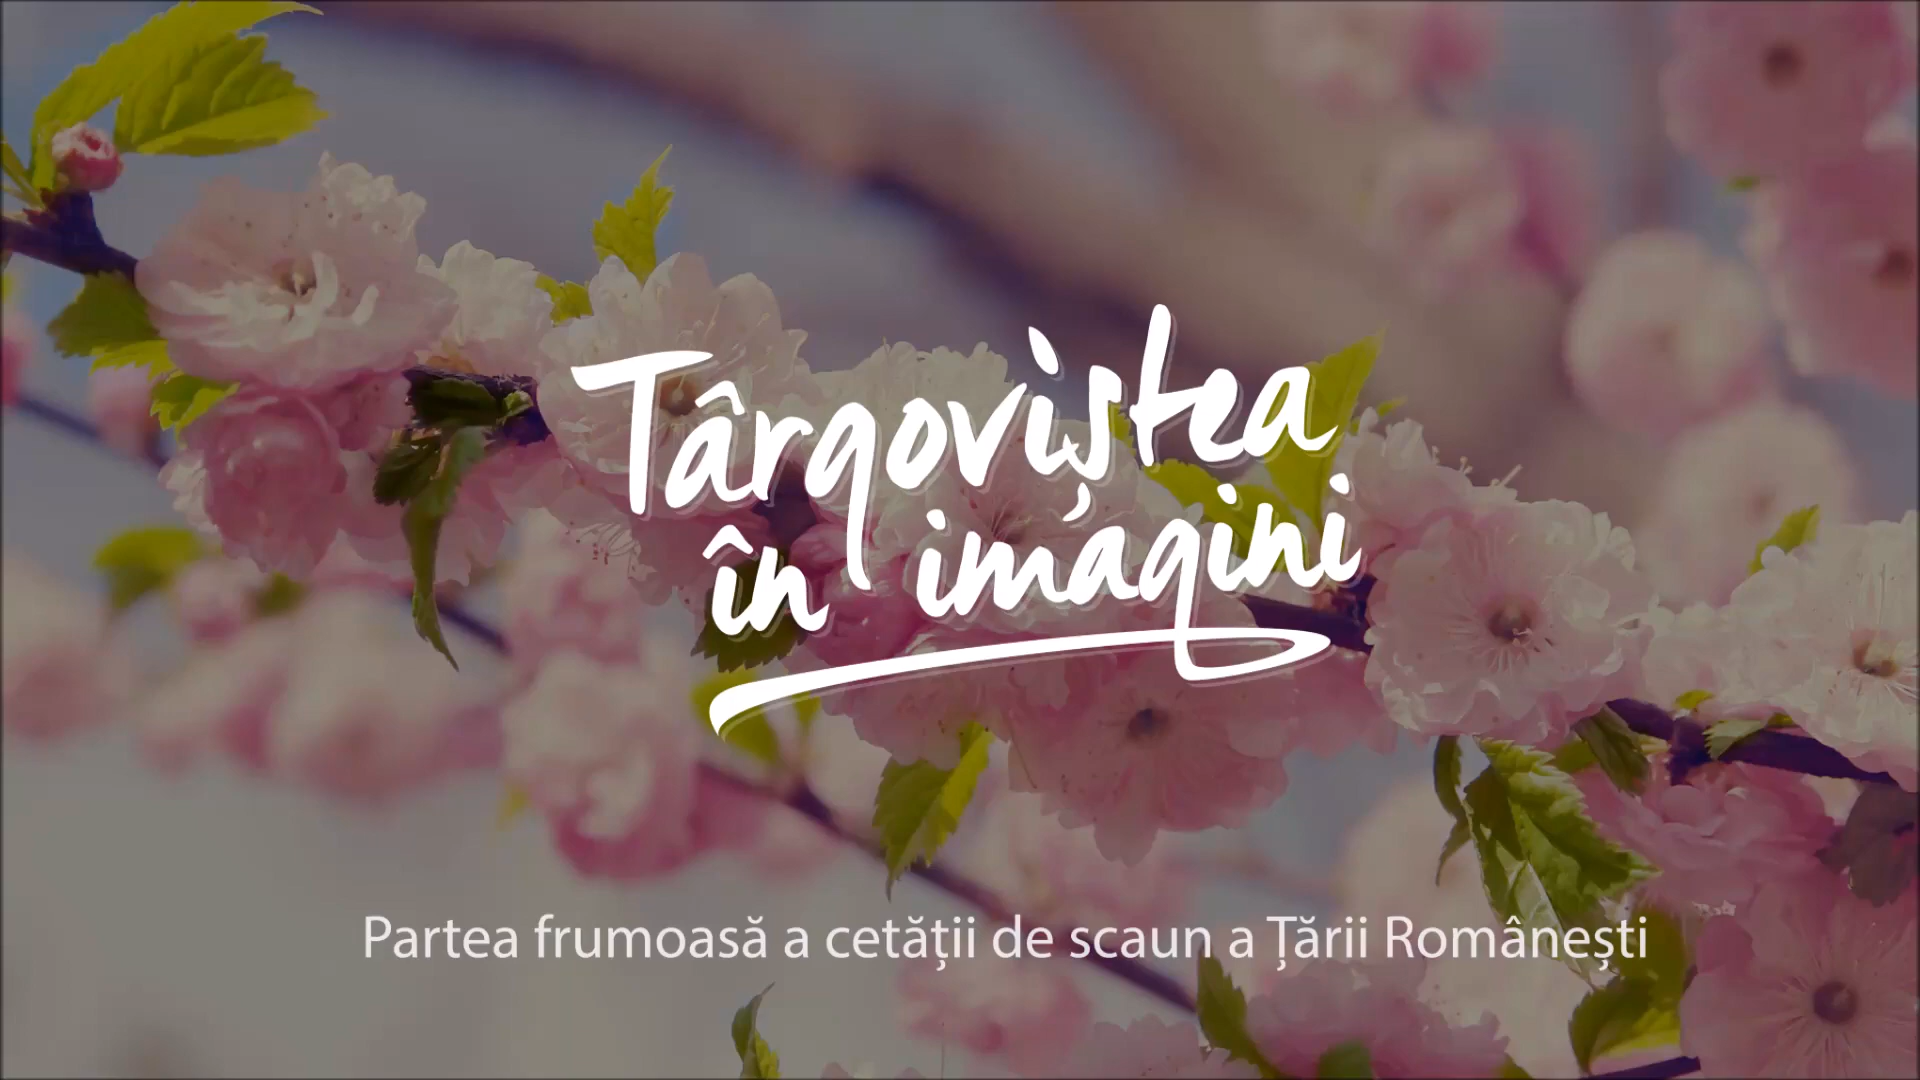 Târgoviștea
în imagini
Partea frumoasă a cetății de scaun a Țării Românești